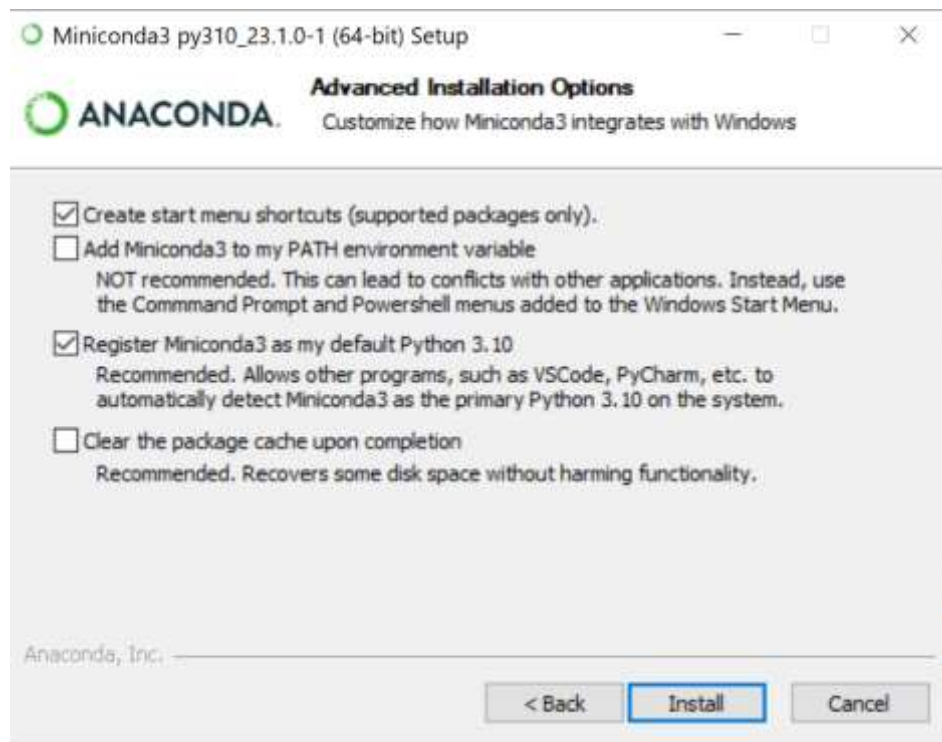 Miniconda3 py310_23.1.0-1 (64-bit) Setup
ANACONDA.
Advanced Installation Options
Customize how Miniconda3 integrates with Windows
Create start menu shortcuts (supported packages only).
Add Miniconda3 to my PATH environment variable
NOT recommended. This can lead to conflicts with other applications. Instead, use
the Commmand Prompt and Powershell menus added to the Windows Start Menu.
Register Miniconda3 as my default Python 3.10
Recommended. Allows other programs, such as VSCode, PyCharm, etc. to
automatically detect Miniconda3 as the primary Python 3.10 on the system.
Clear the package cache upon completion
Recommended. Recovers some disk space without harming functionality.
Anaconda, Inc.
< Back
Install
Cancel